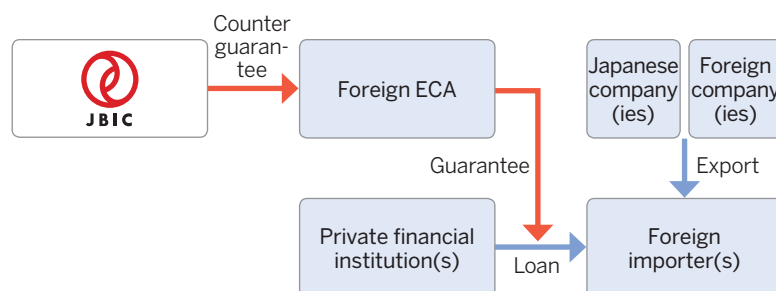 Counter
guaran-
tee
JBIC
Foreign ECA
Japanese
company
(ies)
Foreign
company
(ies)
Guarantee
Export
Private financial
institution(s)
Loan
Foreign
importer(s)